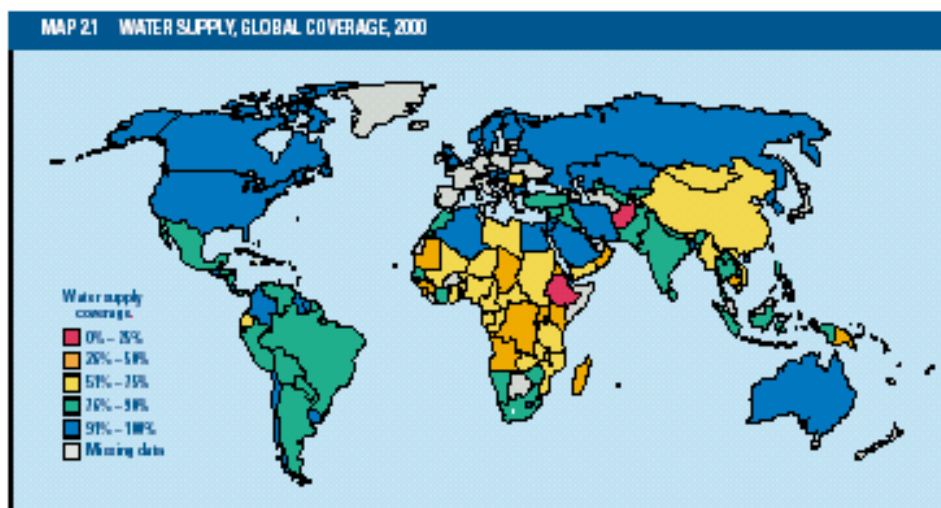 MAP 2.1 WATER SUPPLY, GLOBAL COVERAGE, 2000
Water supply
coverage
0% – 25%
26% – 50%
51% – 75%
76% – 90%
91% – 100%
Missing data